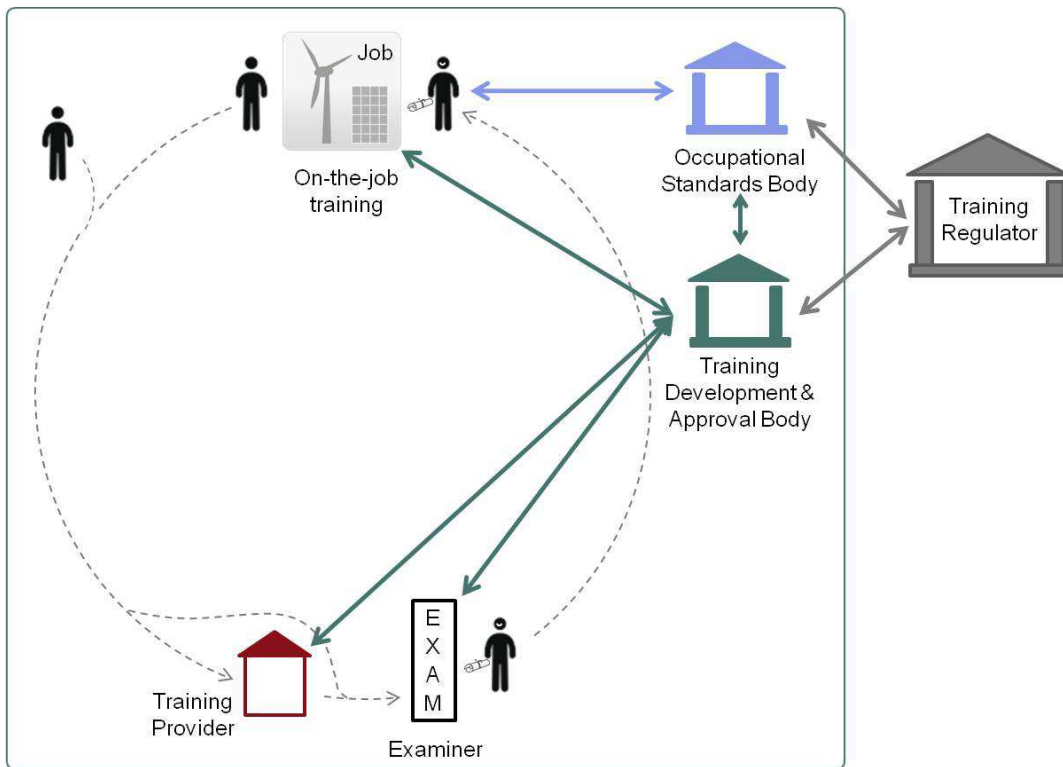 Job
On-the-job
training
Occupational
Standards Body
Training
Regulator
Training
Development &
Approval Body
E
X
A
M
Training
Provider
Examiner